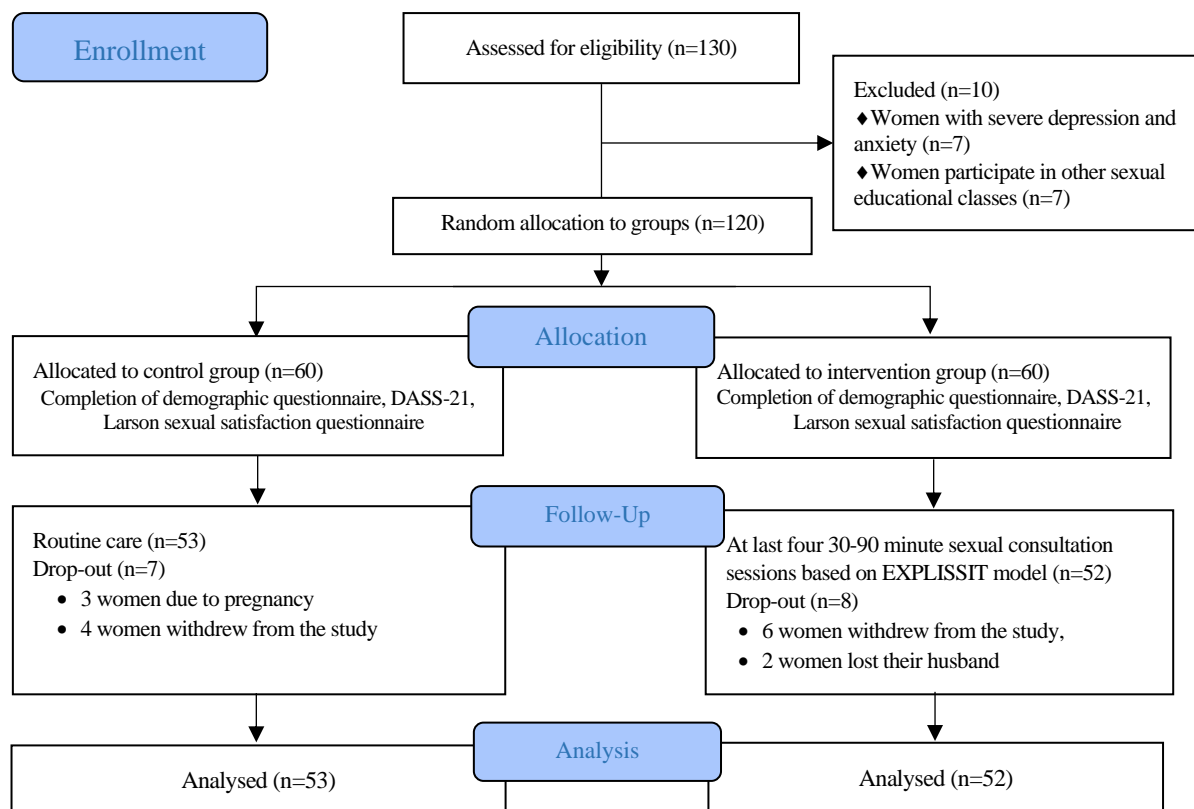 Enrollment
Assessed for eligibility (n=130)
Excluded (n=10)
♦Women with severe depression and
anxiety (n=7)
♦Women participate in other sexual
educational classes (n=7)
Random allocation to groups (n=120)
Allocation
Allocated to control group (n=60)
Completion of demographic questionnaire, DASS-21,
Larson sexual satisfaction questionnaire
Allocated to intervention group (n=60)
Completion of demographic questionnaire, DASS-21,
Larson sexual satisfaction questionnaire
Follow-Up
Routine care (n=53)
Drop-out (n=7)
• 3 women due to pregnancy
• 4 women withdrew from the study
At last four 30-90 minute sexual consultation
sessions based on EXPLISSIT model (n=52)
Drop-out (n=8)
• 6 women withdrew from the study,
• 2 women lost their husband
Analysis
Analysed (n=53)
Analysed (n=52)